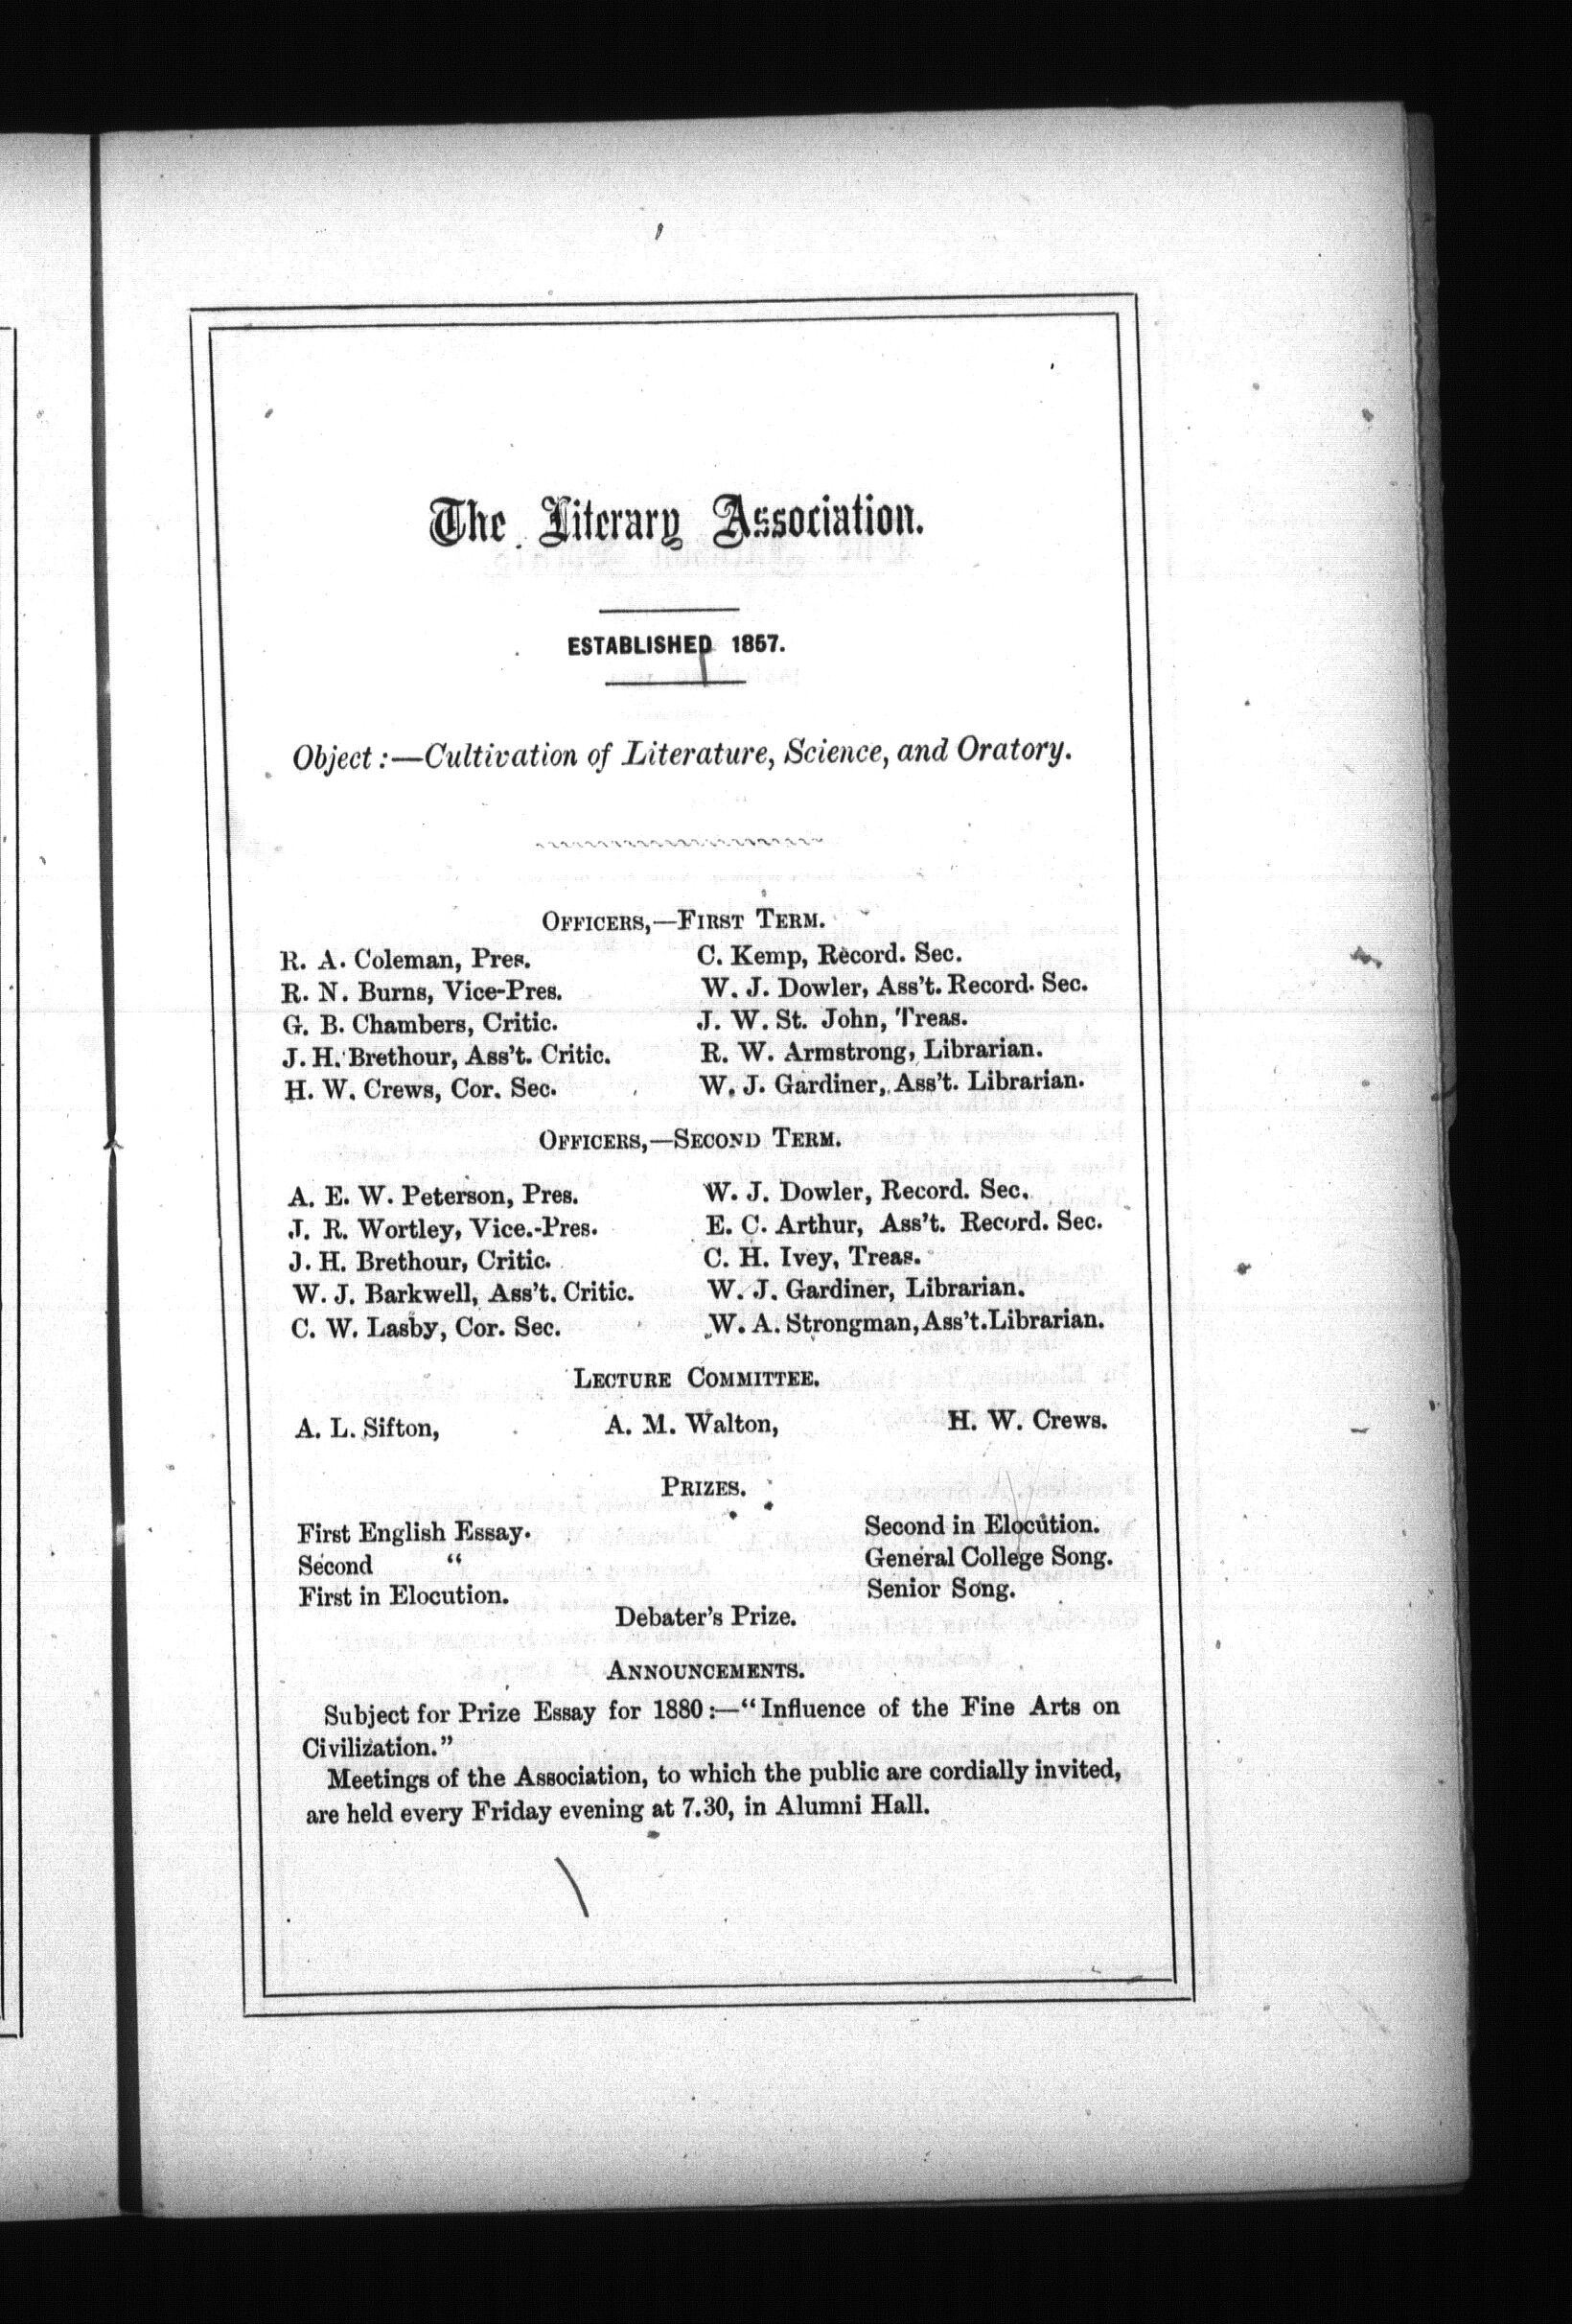 The Literary Association.
ESTABLISHED 1857.
Object :—Cultivation of Literature, Science, and Oratory.
OFFICERS,—FIRST TERM.
R. A. Coleman, Pres. C. Kemp, Record. Sec.
R. N. Burns, Vice-Pres. W. J. Dowler, Ass't. Record. Sec.
G. B. Chambers, Critic. J. W. St. John, Treas.
J. H. Brethour, Ass't. Critic. R. W. Armstrong, Librarian.
H. W. Crews, Cor. Sec. W. J. Gardiner, Ass't. Librarian.
OFFICERS,—SECOND TERM.
A. E. W. Peterson, Pres. W. J. Dowler, Record. Sec.
J. R. Wortley, Vice.-Pres. E. C. Arthur, Ass't. Record. Sec.
J. H. Brethour, Critic. C. H. Ivey, Treas.
W. J. Barkwell, Ass't. Critic. W. J. Gardiner, Librarian.
C. W. Lasby, Cor. Sec. W. A. Strongman, Ass't. Librarian.
LECTURE COMMITTEE.
A. L. Sifton, A. M. Walton, H. W. Crews.
PRIZES.
First English Essay. Second in Elocution.
Second " General College Song.
First in Elocution. Senior Song.
Debater's Prize.
ANNOUNCEMENTS.
Subject for Prize Essay for 1880 :—"Influence of the Fine Arts on
Civilization."
Meetings of the Association, to which the public are cordially invited,
are held every Friday evening at 7.30, in Alumni Hall.